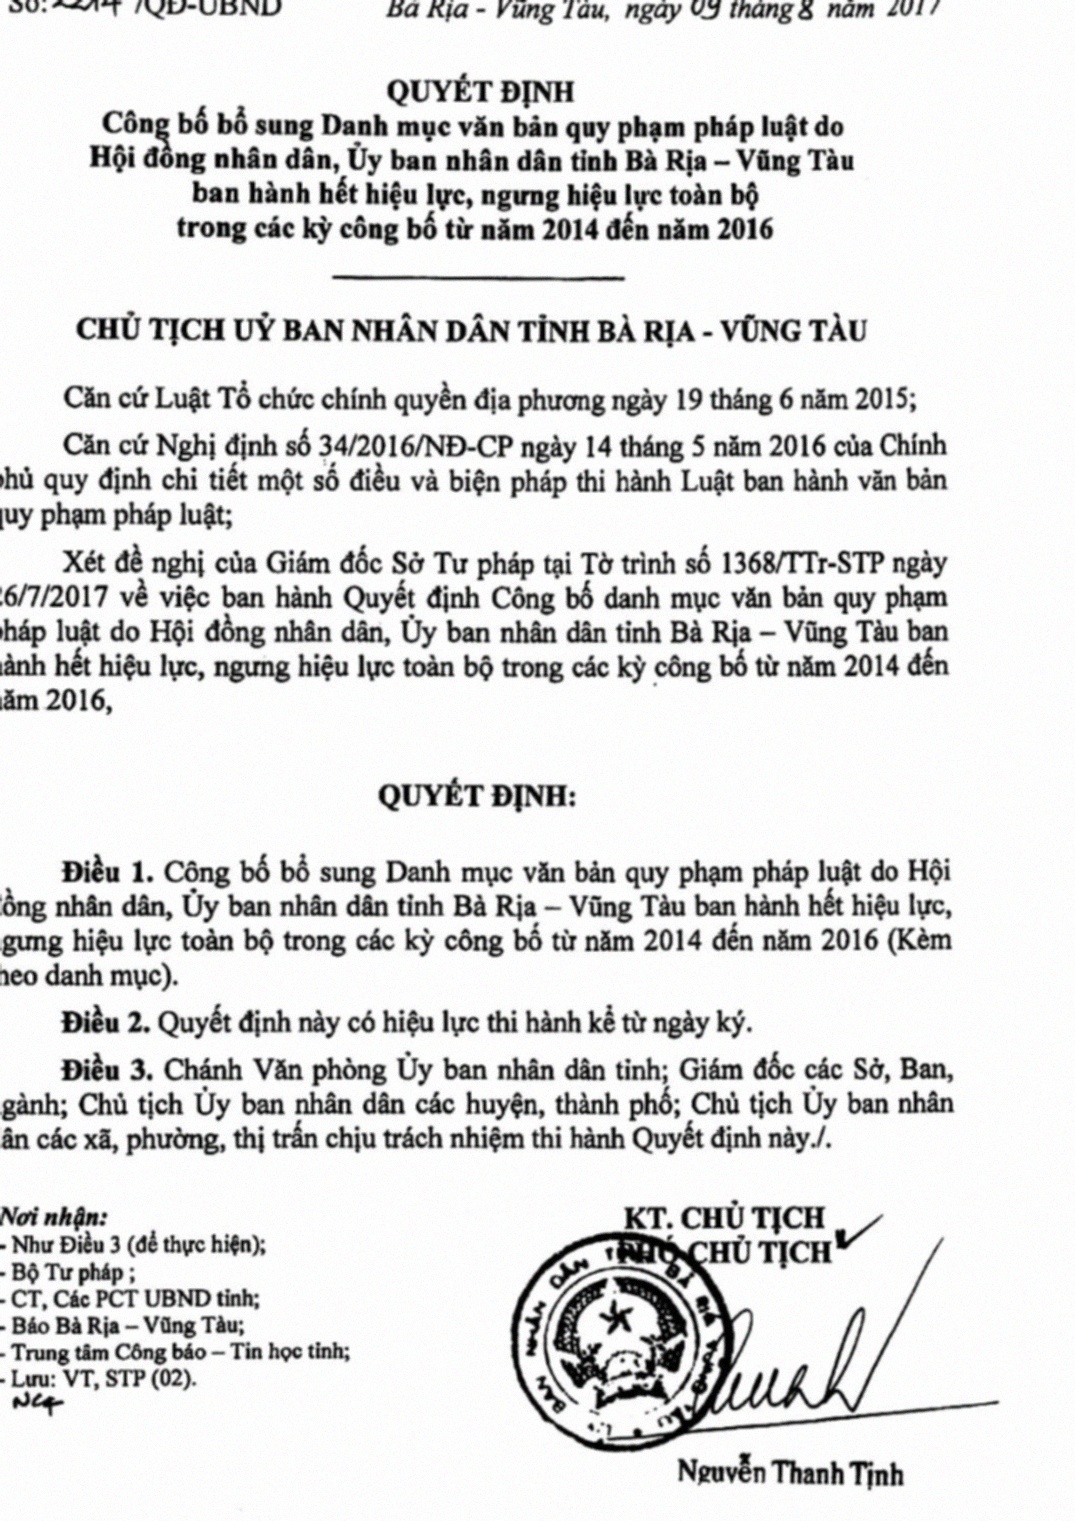 Số: /QĐ-UBND Bà Rịa - Vũng Tàu, ngày 09 tháng 8 năm 2017
QUYẾT ĐỊNH
Công bố bổ sung Danh mục văn bản quy phạm pháp luật do
Hội đồng nhân dân, Ủy ban nhân dân tỉnh Bà Rịa – Vũng Tàu
ban hành hết hiệu lực, ngưng hiệu lực toàn bộ
trong các kỳ công bố từ năm 2014 đến năm 2016
CHỦ TỊCH UỶ BAN NHÂN DÂN TỈNH BÀ RỊA - VŨNG TÀU
Căn cứ Luật Tổ chức chính quyền địa phương ngày 19 tháng 6 năm 2015;
Căn cứ Nghị định số 34/2016/NĐ-CP ngày 14 tháng 5 năm 2016 của Chính
phủ quy định chi tiết một số điều và biện pháp thi hành Luật ban hành văn bản
quy phạm pháp luật;
Xét đề nghị của Giám đốc Sở Tư pháp tại Tờ trình số 1368/TTr-STP ngày
26/7/2017 về việc ban hành Quyết định Công bố danh mục văn bản quy phạm
pháp luật do Hội đồng nhân dân, Ủy ban nhân dân tỉnh Bà Rịa – Vũng Tàu ban
hành hết hiệu lực, ngưng hiệu lực toàn bộ trong các kỳ công bố từ năm 2014 đến
năm 2016,
QUYẾT ĐỊNH:
Điều 1. Công bố bổ sung Danh mục văn bản quy phạm pháp luật do Hội
đồng nhân dân, Ủy ban nhân dân tỉnh Bà Rịa – Vũng Tàu ban hành hết hiệu lực,
ngưng hiệu lực toàn bộ trong các kỳ công bố từ năm 2014 đến năm 2016 (Kèm
theo danh mục).
Điều 2. Quyết định này có hiệu lực thi hành kể từ ngày ký.
Điều 3. Chánh Văn phòng Ủy ban nhân dân tỉnh; Giám đốc các Sở, Ban,
ngành; Chủ tịch Ủy ban nhân dân các huyện, thành phố; Chủ tịch Ủy ban nhân
dân các xã, phường, thị trấn chịu trách nhiệm thi hành Quyết định này./.
Nơi nhận:
- Như Điều 3 (để thực hiện);
- Bộ Tư pháp ;
- CT, Các PCT UBND tỉnh;
- Báo Bà Rịa – Vũng Tàu;
- Trung tâm Công báo – Tin học tỉnh;
- Lưu: VT, STP (02).
KT. CHỦ TỊCH
PHÓ CHỦ TỊCH
BAN NHÂN DÂN TỈNH BÀ RỊA VŨNG TÀU
Nguyễn Thanh Tịnh